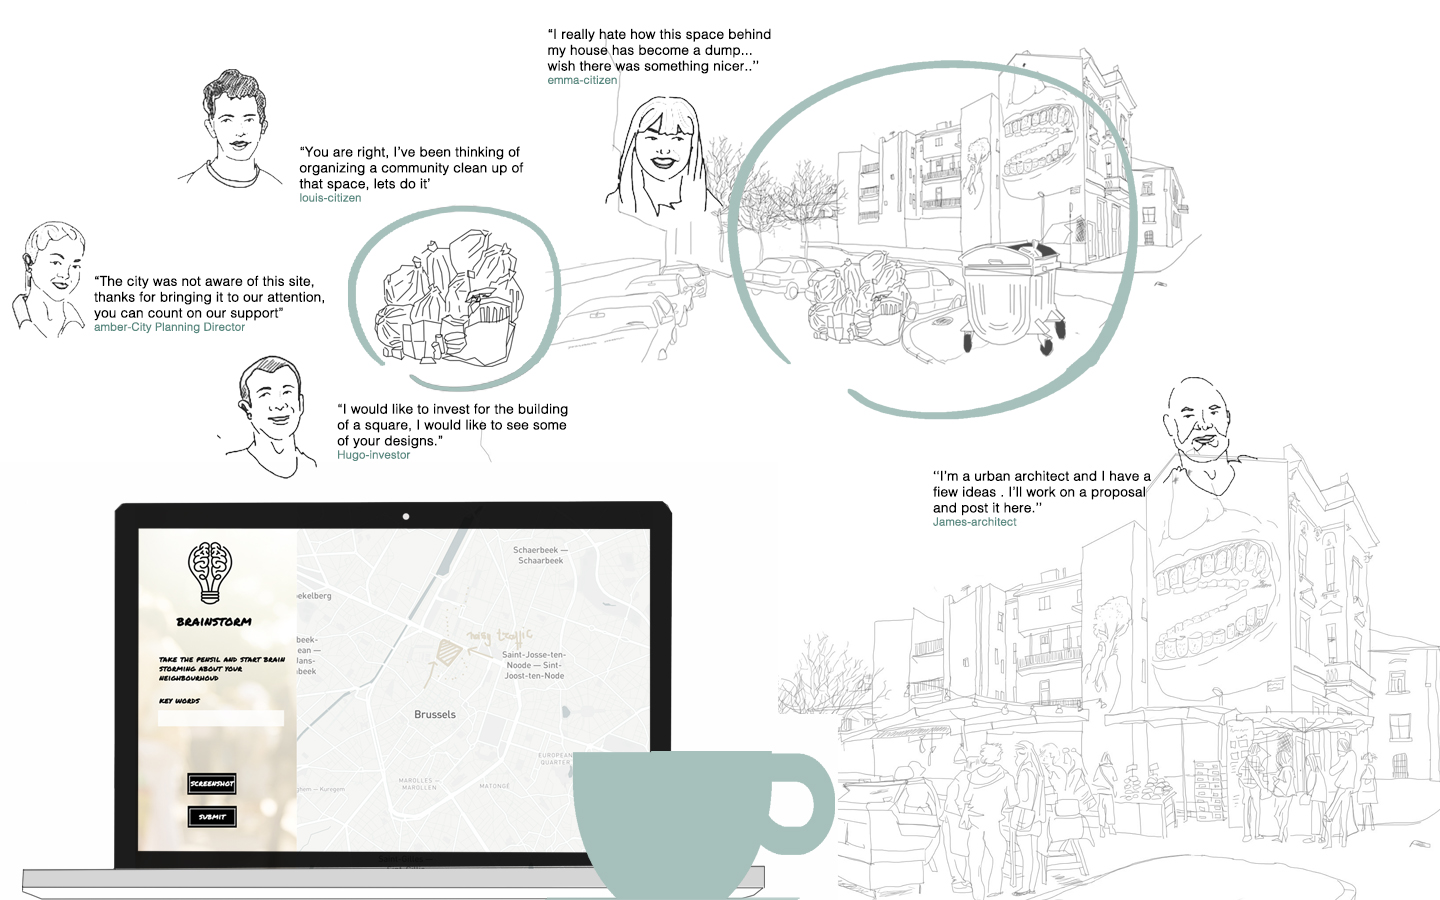 “I really hate how this space behind
my house has become a dump...
wish there was something nicer..’’
emma-citizen
“You are right, I’ve been thinking of
organizing a community clean up of
that space, lets do it’
louis-citizen
“The city was not aware of this site,
thanks for bringing it to our attention,
you can count on our support”
amber-City Planning Director
“I would like to invest for the building
of a square, I would like to see some
of your designs.”
Hugo-investor
‘‘I’m a urban architect and I have a
fiew ideas . I’ll work on a proposal
and post it here.’’
James-architect
BRAINSTORM
TAKE THE PENSIL AND START BRAIN
STORMING ABOUT YOUR
NEIGHBOURHOUD
KEY WORDS
SCREENSHOT
SUBMIT
Schaerbeek —
Schaarbeek
ekelberg
beek-
ean —
Jans-
beek
noisy traffic
Saint-Josse-ten-
Noode — Sint-
Joost-ten-Node
Brussels
EUROPEAN
QUARTER
MAROLLES —
MAROLLEN
MATONGÉ
ghem — Kuregem